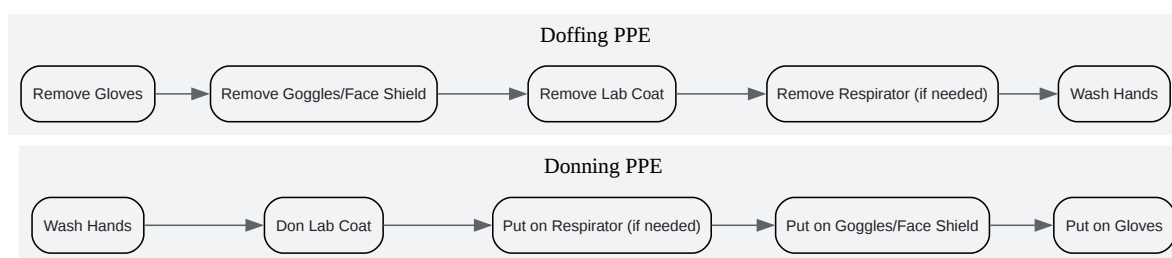 Doffing PPE
Remove Gloves
Remove Goggles/Face Shield
Remove Lab Coat
Remove Respirator (if needed)
Wash Hands
Donning PPE
Wash Hands
Don Lab Coat
Put on Respirator (if needed)
Put on Goggles/Face Shield
Put on Gloves